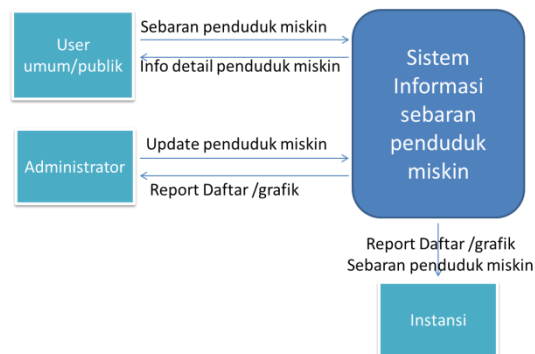 User
umum/publik
Sebaran penduduk miskin
Info detail penduduk miskin
Sistem
Informasi
sebaran
penduduk
miskin
Administrator
Update penduduk miskin
Report Daftar /grafik
Report Daftar /grafik
Sebaran penduduk miskin
Instansi